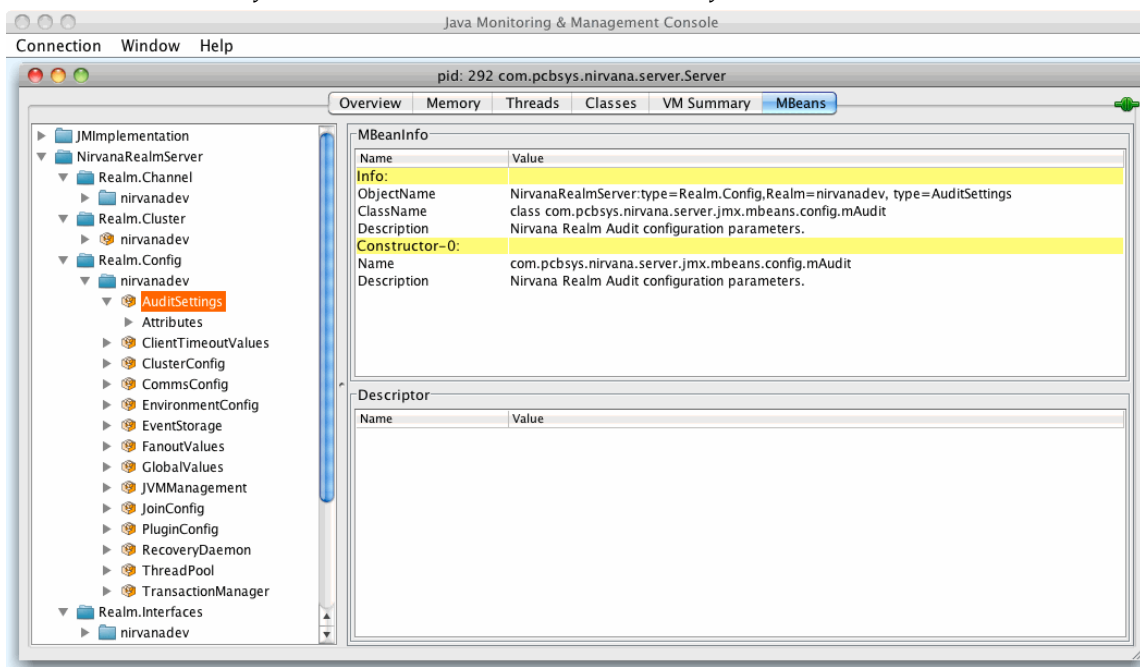 Java Monitoring & Management Console
Connection Window Help
pid: 292 com.pcbsys.nirvana.server.Server
Overview Memory Threads Classes VM Summary MBeans
JMImplementation
NirvanaRealmServer
Realm.Channel
nirvanadev
Realm.Cluster
nirvanadev
Realm.Config
nirvanadev
AuditSettings
Attributes
ClientTimeoutValues
ClusterConfig
CommsConfig
EnvironmentConfig
EventStorage
FanoutValues
GlobalValues
JVMManagement
JoinConfig
PluginConfig
RecoveryDaemon
ThreadPool
TransactionManager
Realm.Interfaces
nirvanadev
MBeanInfo
Name Value
Info:
ObjectName NirvanaRealmServer:type=Realm.Config,Realm=nirvanadev, type=AuditSettings
ClassName class com.pcbsys.nirvana.server.jmx.mbeans.config.mAudit
Description Nirvana Realm Audit configuration parameters.
Constructor-0:
Name com.pcbsys.nirvana.server.jmx.mbeans.config.mAudit
Description Nirvana Realm Audit configuration parameters.
Descriptor
Name Value